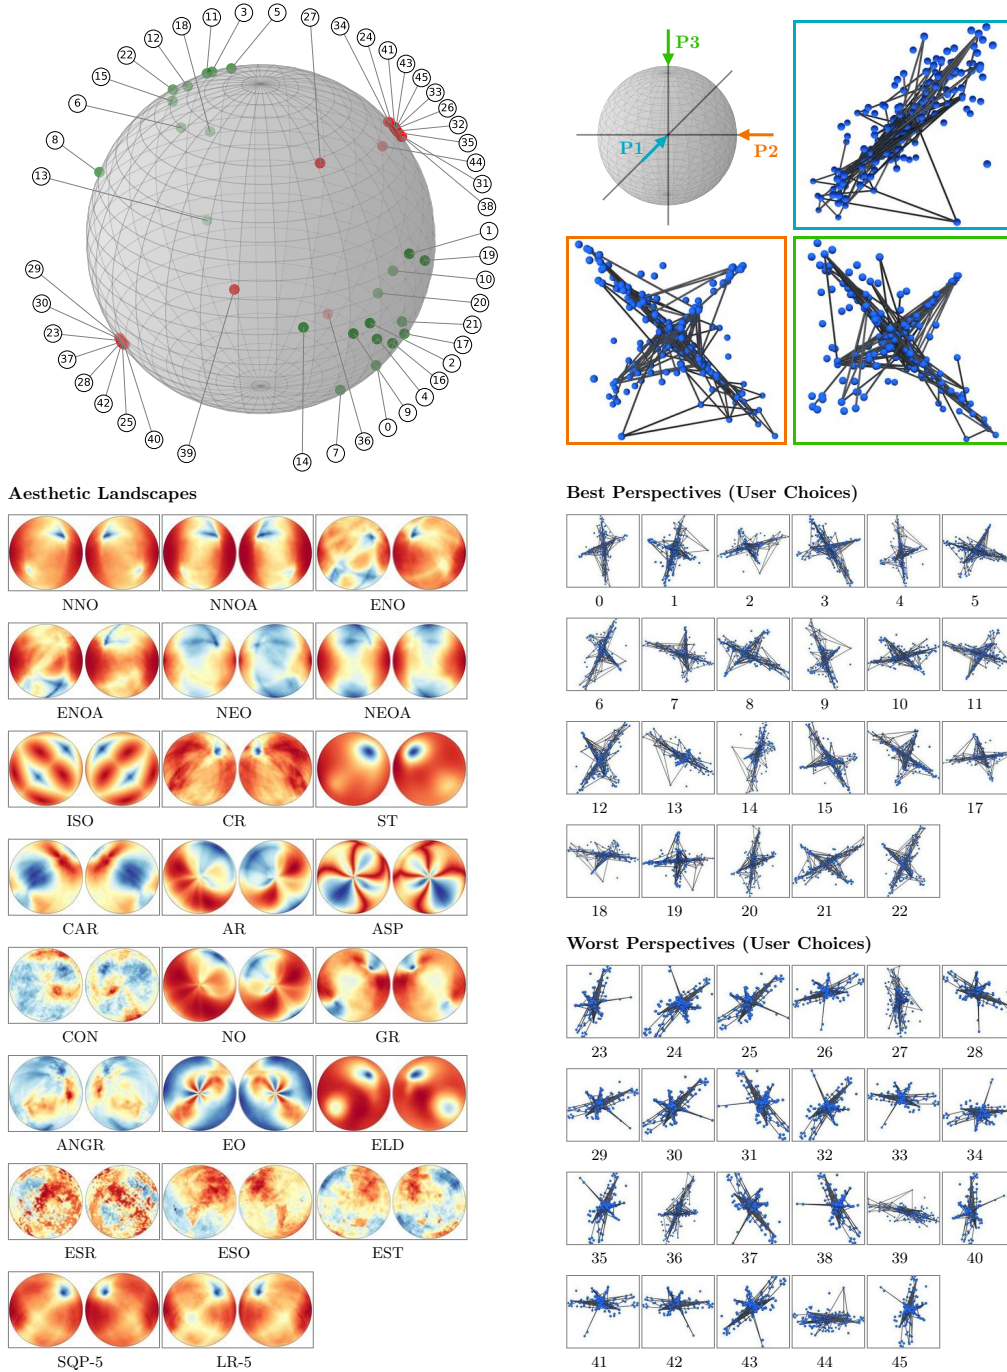 18 11 3 5 27
12 34
22 24
15 41
6 43
8 45
13 33
26
32
35
44
31
38
1
29 19
30 10
23 20
37 21
28 17
42 2
25 16
40 4
39 9
14 7 36 0
P3
P1
P2
Aesthetic Landscapes
NNO NNOA ENO
ENOA NEO NEOA
ISO CR ST
CAR AR ASP
CON NO GR
ANGR EO ELD
ESR ESO EST
SQP-5 LR-5
Best Perspectives (User Choices)
0 1 2 3 4 5
6 7 8 9 10 11
12 13 14 15 16 17
18 19 20 21 22
Worst Perspectives (User Choices)
23 24 25 26 27 28
29 30 31 32 33 34
35 36 37 38 39 40
41 42 43 44 45